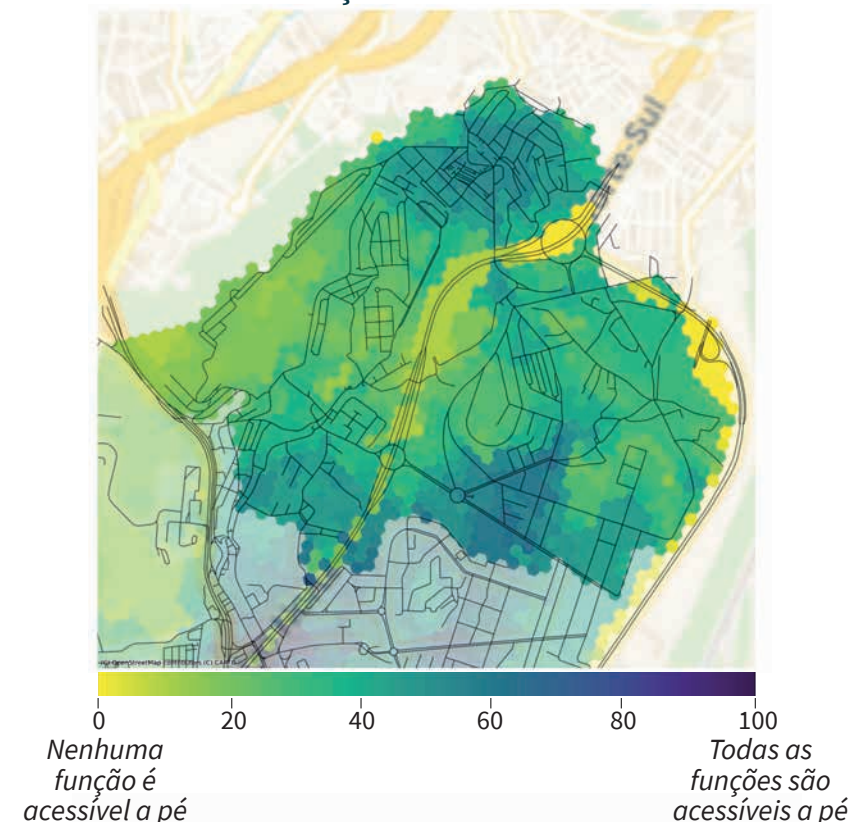 0 20 40 60 80 100
Nenhuma
função é
acessível a pé
Todas as
funções são
acessíveis a pé